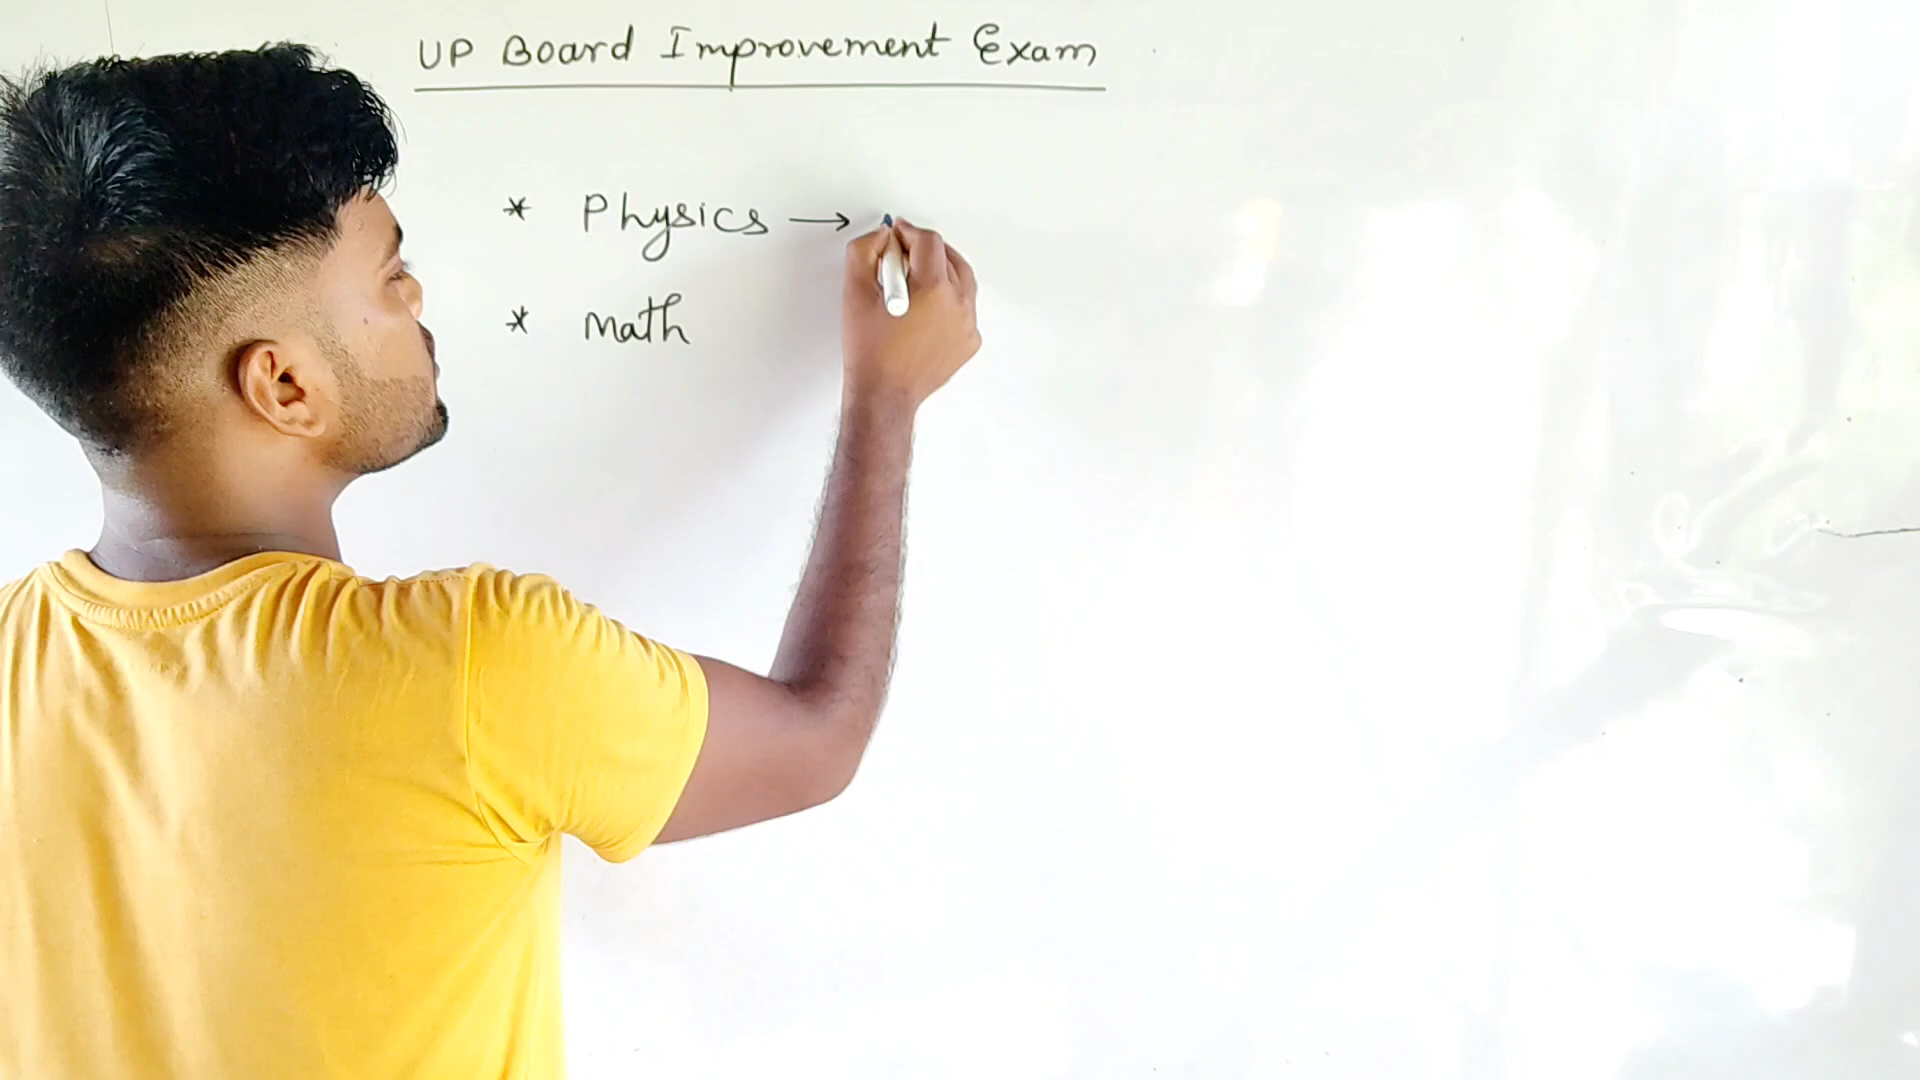 UP Board Improvement Exam
* Physics →
* math